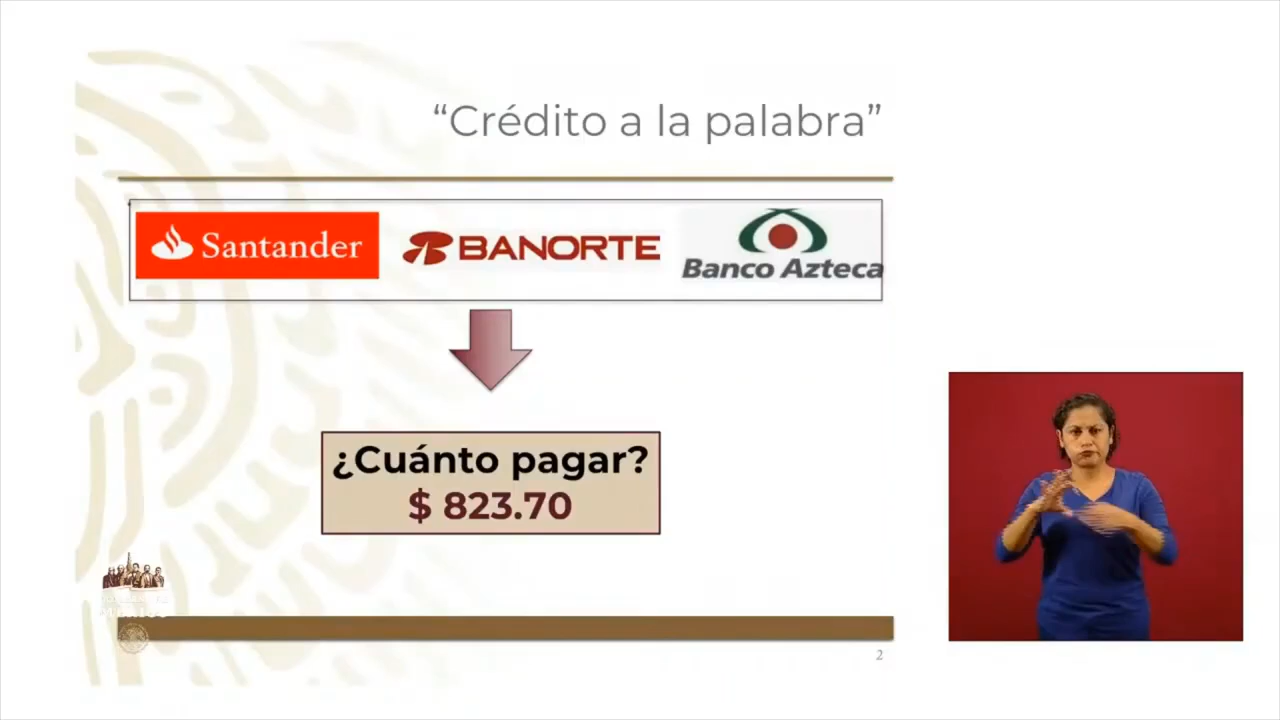 “Crédito a la palabra”
Santander
BANORTE
Banco Azteca
¿Cuánto pagar?
$ 823.70
2